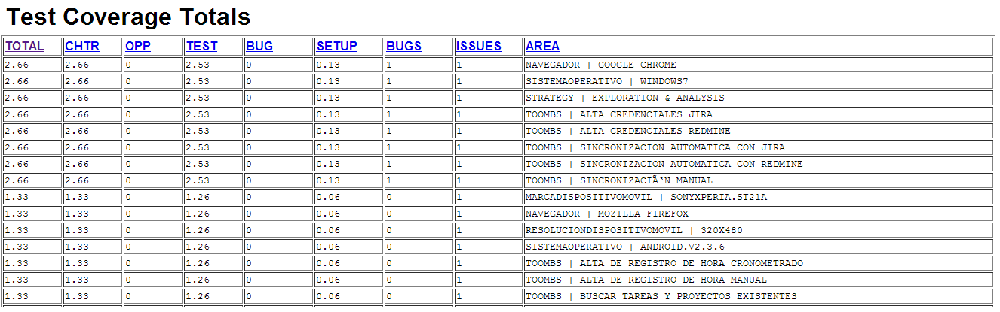 Test Coverage Totals
TOTAL CHTR OPP TEST BUG SETUP BUGS ISSUES AREA
2.66 2.66 0 2.53 0 0.13 1 1 NAVEGADOR | GOOGLE CHROME
2.66 2.66 0 2.53 0 0.13 1 1 SISTEMAOPERATIVO | WINDOWS7
2.66 2.66 0 2.53 0 0.13 1 1 STRATEGY | EXPLORATION & ANALYSIS
2.66 2.66 0 2.53 0 0.13 1 1 TOOMBS | ALTA CREDENCIALES JIRA
2.66 2.66 0 2.53 0 0.13 1 1 TOOMBS | ALTA CREDENCIALES REDMINE
2.66 2.66 0 2.53 0 0.13 1 1 TOOMBS | SINCRONIZACION AUTOMATICA CON JIRA
2.66 2.66 0 2.53 0 0.13 1 1 TOOMBS | SINCRONIZACION AUTOMATICA CON REDMINE
2.66 2.66 0 2.53 0 0.13 1 1 TOOMBS | SINCRONIZACIÃ³N MANUAL
1.33 1.33 0 1.26 0 0.06 0 1 MARCADISPOSITIVOMOVIL | SONYXPERIA.ST21A
1.33 1.33 0 1.26 0 0.06 0 1 NAVEGADOR | MOZILLA FIREFOX
1.33 1.33 0 1.26 0 0.06 0 1 RESOLUCIONDISPOSITIVOMOVIL | 320X480
1.33 1.33 0 1.26 0 0.06 0 1 SISTEMAOPERATIVO | ANDROID.V2.3.6
1.33 1.33 0 1.26 0 0.06 0 1 TOOMBS | ALTA DE REGISTRO DE HORA CRONOMETRADO
1.33 1.33 0 1.26 0 0.06 0 1 TOOMBS | ALTA DE REGISTRO DE HORA MANUAL
1.33 1.33 0 1.26 0 0.06 0 1 TOOMBS | BUSCAR TAREAS Y PROYECTOS EXISTENTES